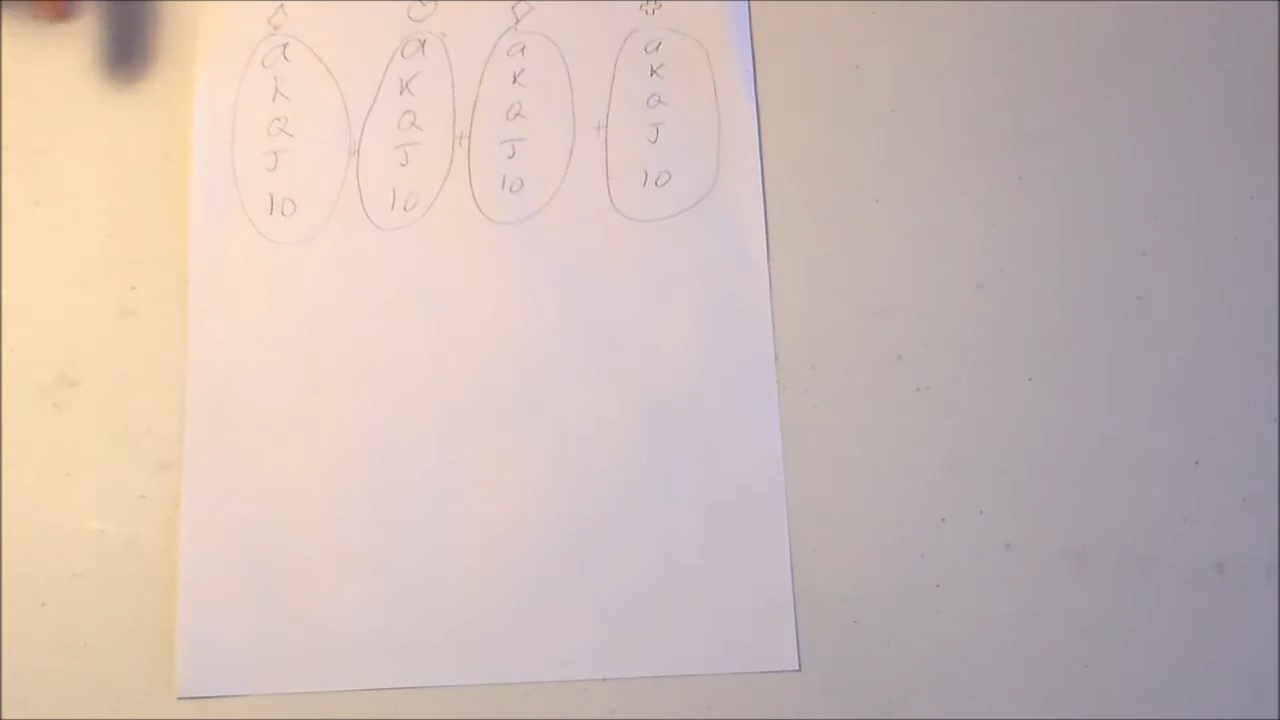 a a a a
K K K K
Q Q Q Q
J J J J
10 10 10 10
+ +